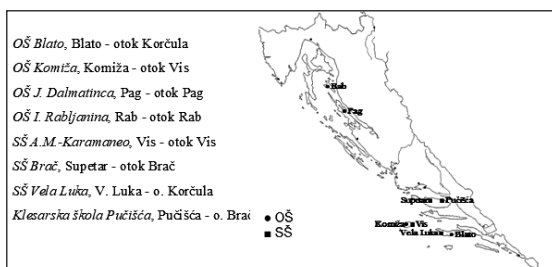 OŠ Blato, Blato - otok Korčula
OŠ Komiža, Komiža - otok Vis
OŠ J. Dalmatinca, Pag - otok Pag
OŠ I. Rabljanina, Rab - otok Rab
SŠ A.M.-Karamaneo, Vis - otok Vis
SŠ Brač, Supetar - otok Brač
SŠ Vela Luka, V. Luka - o. Korčula
Klesarska škola Pučišća, Pučišća - o. Brač
● OŠ
■ SŠ
Rab
Pag
Supetar
Pučišća
Komiža
Vis
Vela Luka
Blato